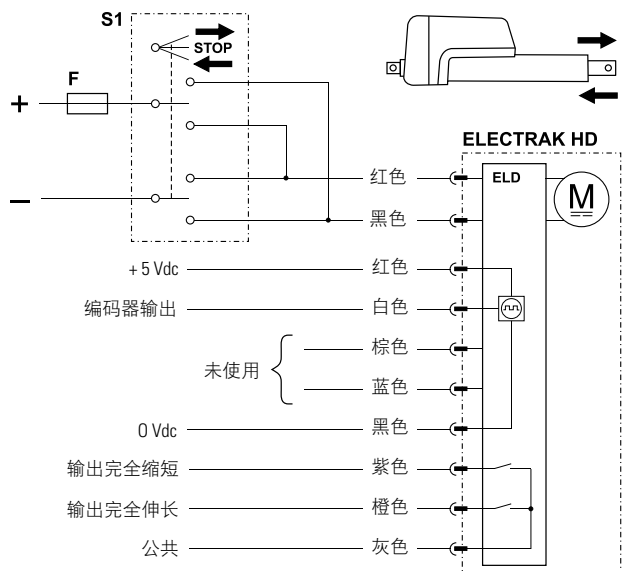 S1
STOP
F
+
−
ELECTRAK HD
ELD
M
红色
黑色
+ 5 Vdc 红色
编码器输出 白色
未使用
棕色
蓝色
0 Vdc 黑色
输出完全缩短 紫色
输出完全伸长 橙色
公共 灰色